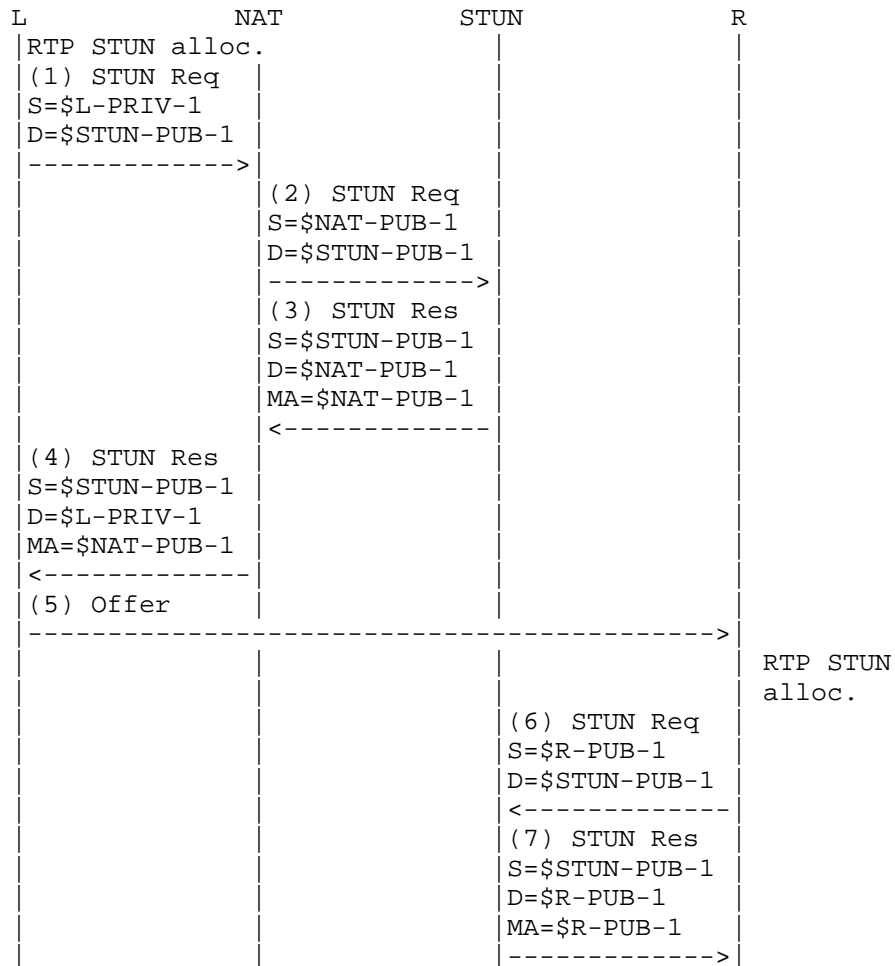 L NAT STUN R
RTP STUN alloc.
(1) STUN Req
S=$L-PRIV-1
D=$STUN-PUB-1
(2) STUN Req
S=$NAT-PUB-1
D=$STUN-PUB-1
(3) STUN Res
S=$STUN-PUB-1
D=$NAT-PUB-1
MA=$NAT-PUB-1
(4) STUN Res
S=$STUN-PUB-1
D=$L-PRIV-1
MA=$NAT-PUB-1
(5) Offer
RTP STUN
alloc.
(6) STUN Req
S=$R-PUB-1
D=$STUN-PUB-1
(7) STUN Res
S=$STUN-PUB-1
D=$R-PUB-1
MA=$R-PUB-1